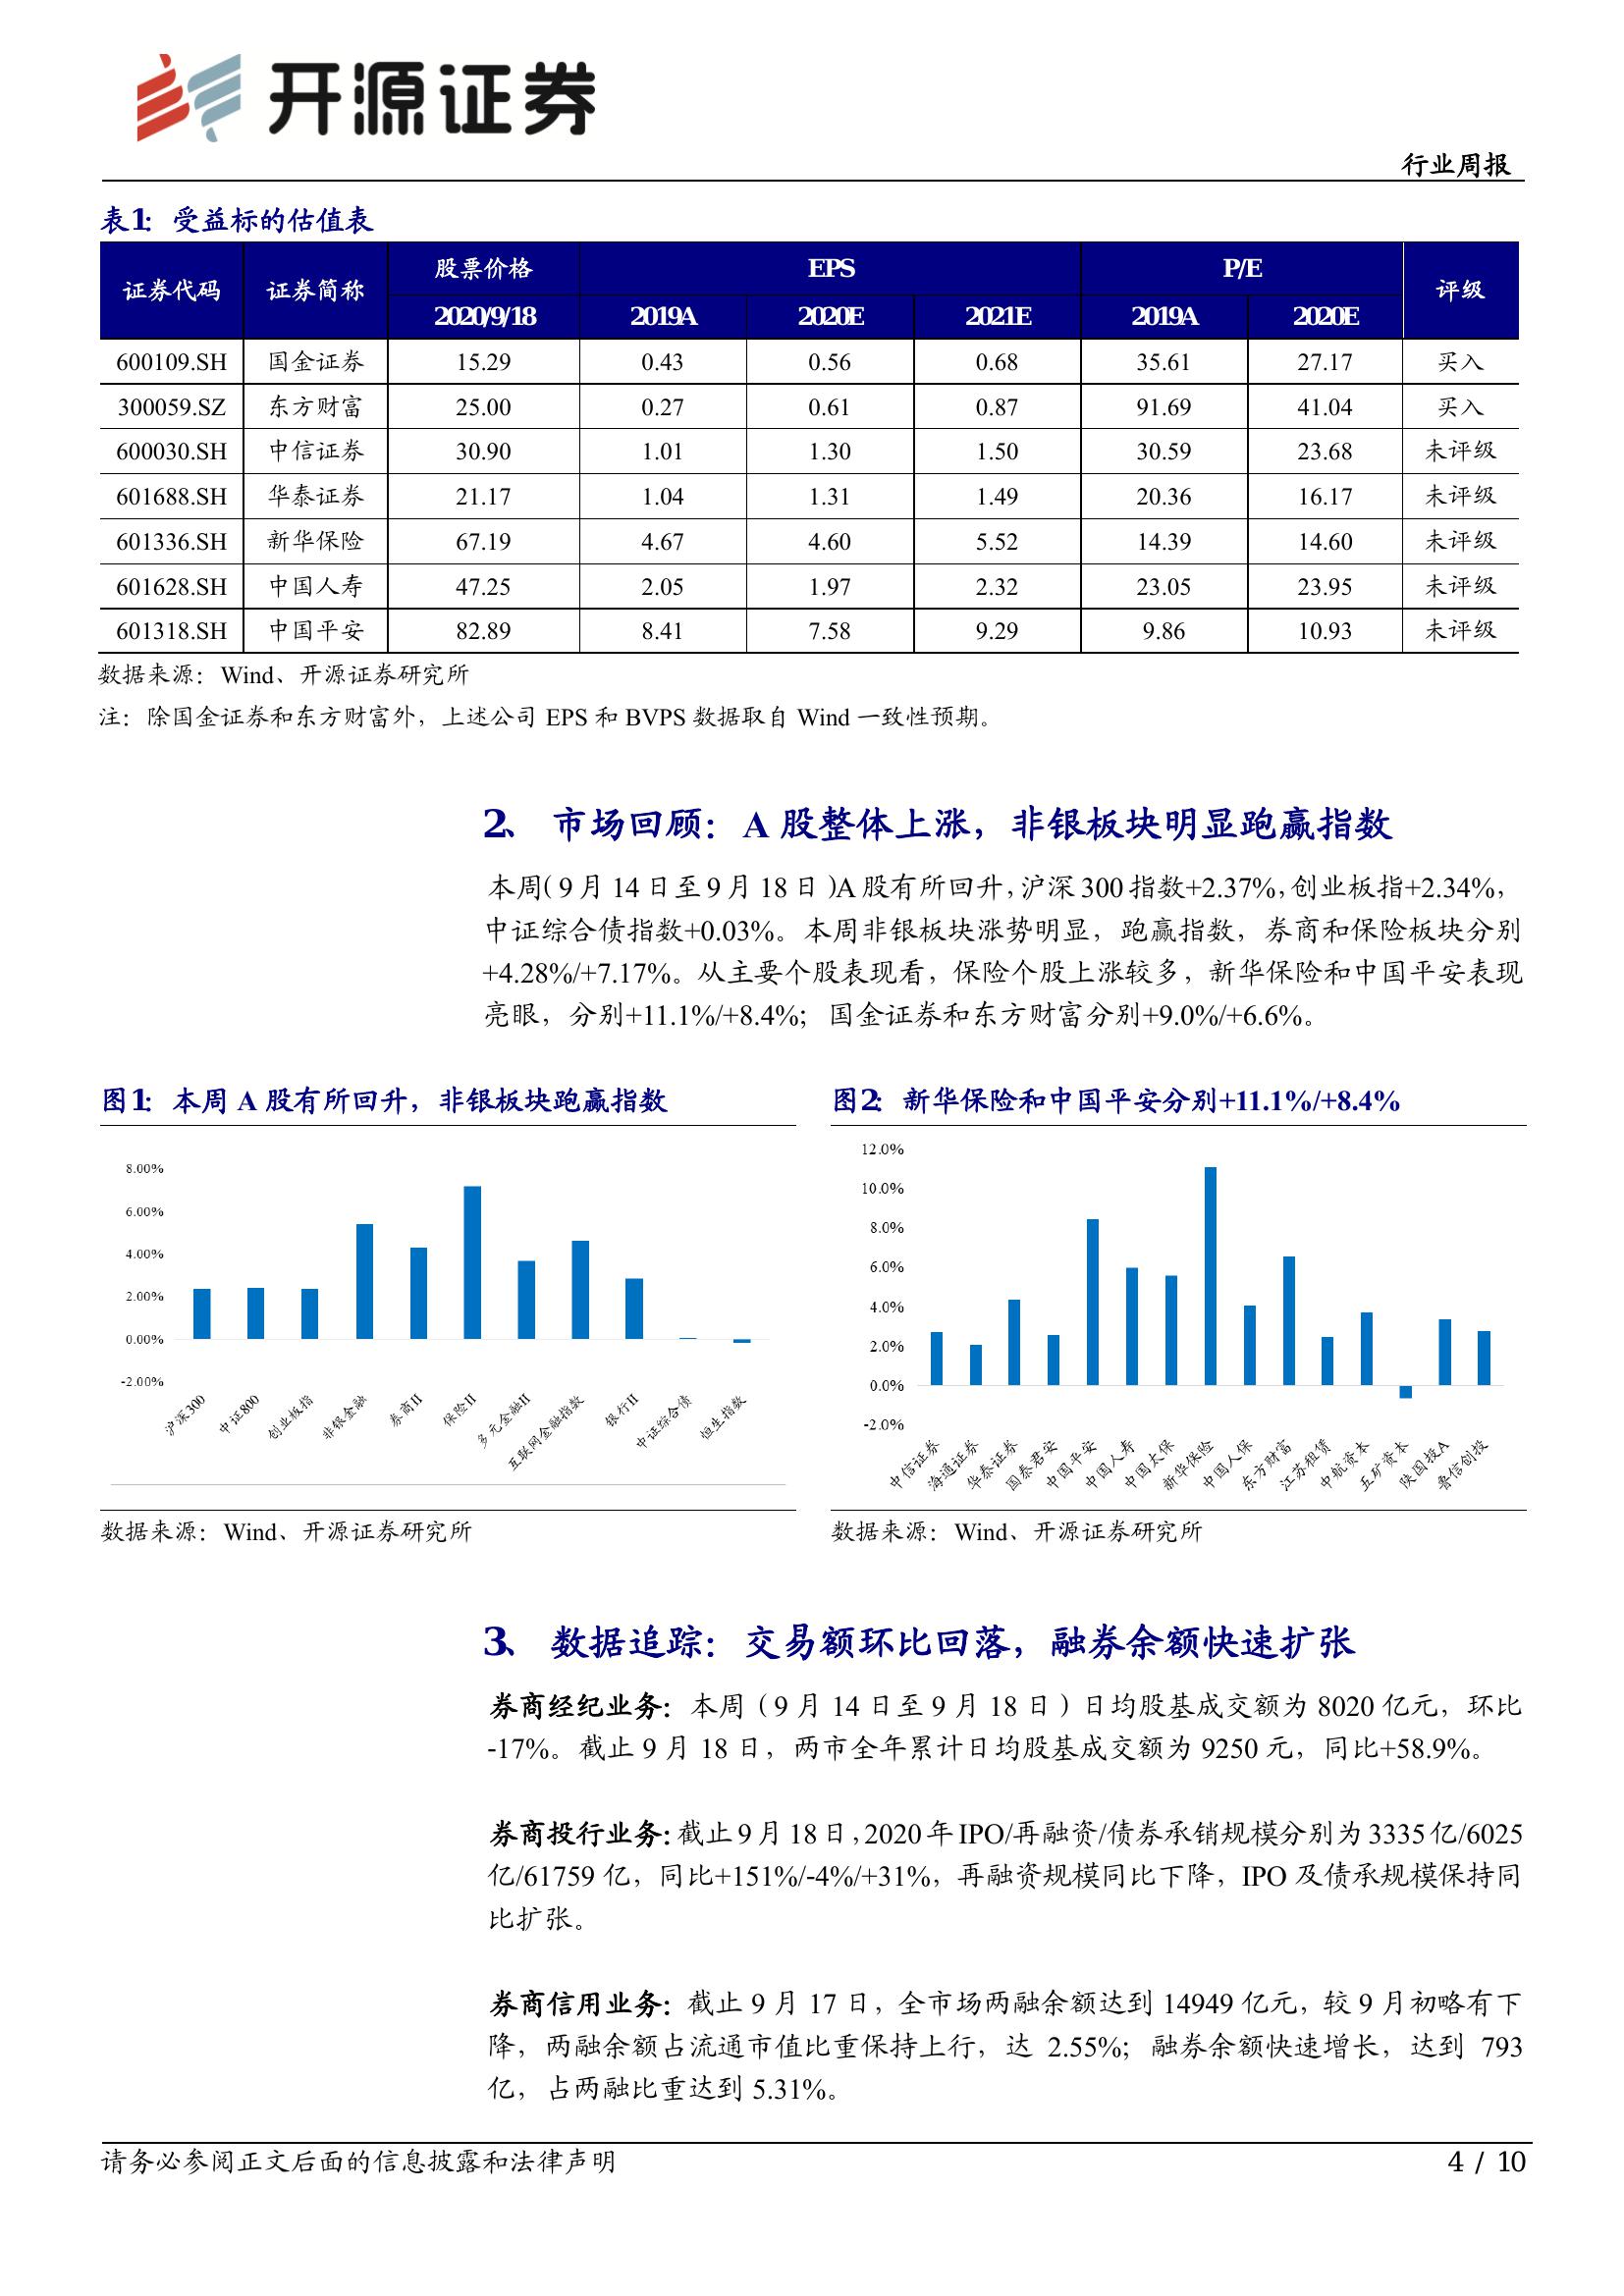 开源证券
行业周报
表1：受益标的估值表
证券代码 证券简称 股票价格 EPS P/E 评级
2020/9/18 2019A 2020E 2021E 2019A 2020E
600109.SH 国金证券 15.29 0.43 0.56 0.68 35.61 27.17 买入
300059.SZ 东方财富 25.00 0.27 0.61 0.87 91.69 41.04 买入
600030.SH 中信证券 30.90 1.01 1.30 1.50 30.59 23.68 未评级
601688.SH 华泰证券 21.17 1.04 1.31 1.49 20.36 16.17 未评级
601336.SH 新华保险 67.19 4.67 4.60 5.52 14.39 14.60 未评级
601628.SH 中国人寿 47.25 2.05 1.97 2.32 23.05 23.95 未评级
601318.SH 中国平安 82.89 8.41 7.58 9.29 9.86 10.93 未评级
数据来源：Wind、开源证券研究所
注：除国金证券和东方财富外，上述公司 EPS 和 BVPS 数据取自 Wind 一致性预期。
2、 市场回顾：A 股整体上涨，非银板块明显跑赢指数
本周（9 月 14 日至 9 月 18 日）A 股有所回升，沪深 300 指数+2.37%，创业板指+2.34%，
中证综合债指数+0.03%。本周非银板块涨势明显，跑赢指数，券商和保险板块分别
+4.28%/+7.17%。从主要个股表现看，保险个股上涨较多，新华保险和中国平安表现
亮眼，分别+11.1%/+8.4%；国金证券和东方财富分别+9.0%/+6.6%。
图1：本周 A 股有所回升，非银板块跑赢指数
8.00%
6.00%
4.00%
2.00%
0.00%
-2.00%
沪深300 中证800 创业板指 非银金融 券商II 保险II 多元金融II 互联网金融指数 银行II 中证综合债 恒生指数
数据来源：Wind、开源证券研究所
图2：新华保险和中国平安分别+11.1%/+8.4%
12.0%
10.0%
8.0%
6.0%
4.0%
2.0%
0.0%
-2.0%
中信证券 海通证券 华泰证券 国泰君安 中国平安 中国人寿 中国太保 新华保险 中国人保 东方财富 江苏租赁 中航资本 五矿资本 陕国投A 鲁信创投
数据来源：Wind、开源证券研究所
3、 数据追踪：交易额环比回落，融券余额快速扩张
券商经纪业务：本周（9 月 14 日至 9 月 18 日）日均股基成交额为 8020 亿元，环比
-17%。截止 9 月 18 日，两市全年累计日均股基成交额为 9250 元，同比+58.9%。
券商投行业务：截止 9 月 18 日，2020 年 IPO/再融资/债券承销规模分别为 3335 亿/6025
亿/61759 亿，同比+151%/-4%/+31%，再融资规模同比下降，IPO 及债承规模保持同
比扩张。
券商信用业务：截止 9 月 17 日，全市场两融余额达到 14949 亿元，较 9 月初略有下
降，两融余额占流通市值比重保持上行，达 2.55%；融券余额快速增长，达到 793
亿，占两融比重达到 5.31%。
请务必参阅正文后面的信息披露和法律声明
4 / 10